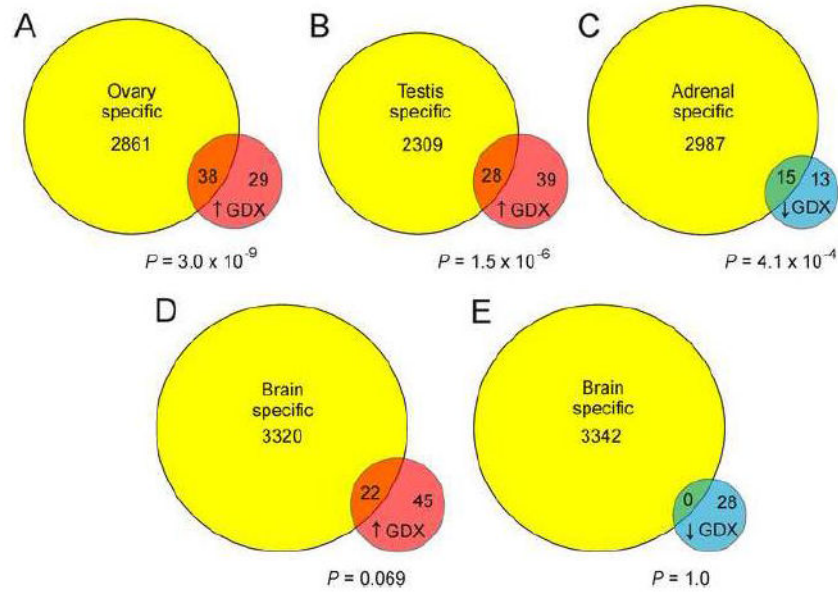 A
Ovary
specific
2861
38
29
↑ GDX
P = 3.0 x 10⁻⁹
B
Testis
specific
2309
28
39
↑ GDX
P = 1.5 x 10⁻⁶
C
Adrenal
specific
2987
15
13
↓ GDX
P = 4.1 x 10⁻⁴
D
Brain
specific
3320
22
45
↑ GDX
P = 0.069
E
Brain
specific
3342
0
28
↓ GDX
P = 1.0